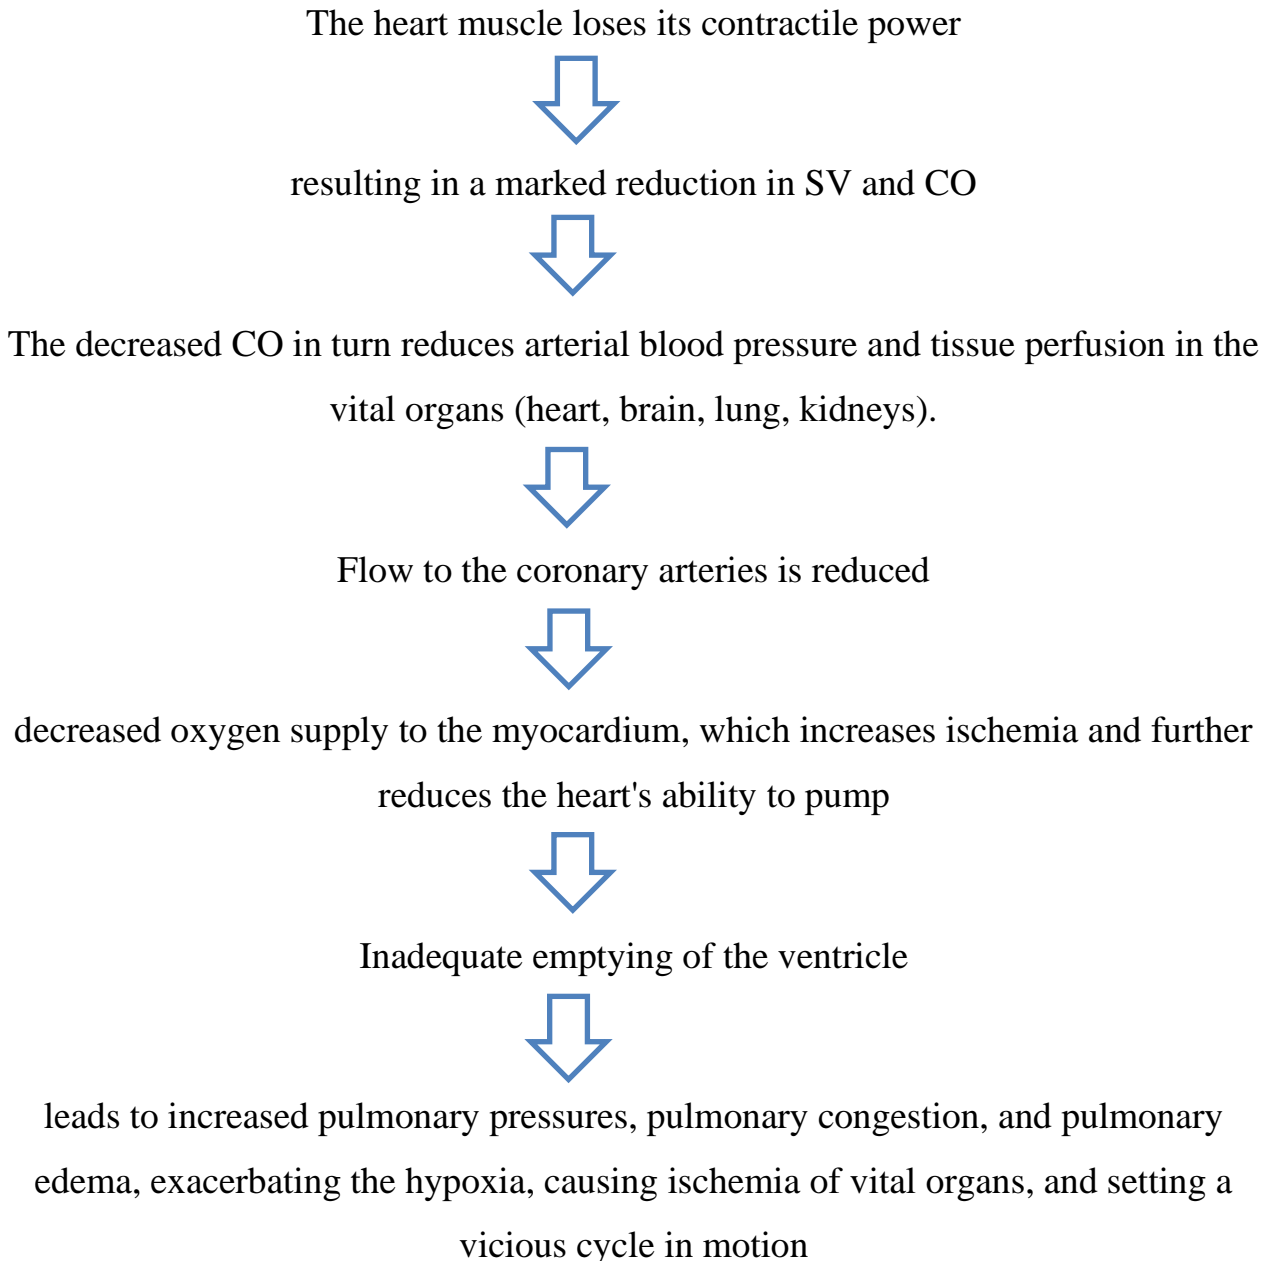 The heart muscle loses its contractile power
resulting in a marked reduction in SV and CO
The decreased CO in turn reduces arterial blood pressure and tissue perfusion in the
vital organs (heart, brain, lung, kidneys).
Flow to the coronary arteries is reduced
decreased oxygen supply to the myocardium, which increases ischemia and further
reduces the heart's ability to pump
Inadequate emptying of the ventricle
leads to increased pulmonary pressures, pulmonary congestion, and pulmonary
edema, exacerbating the hypoxia, causing ischemia of vital organs, and setting a
vicious cycle in motion